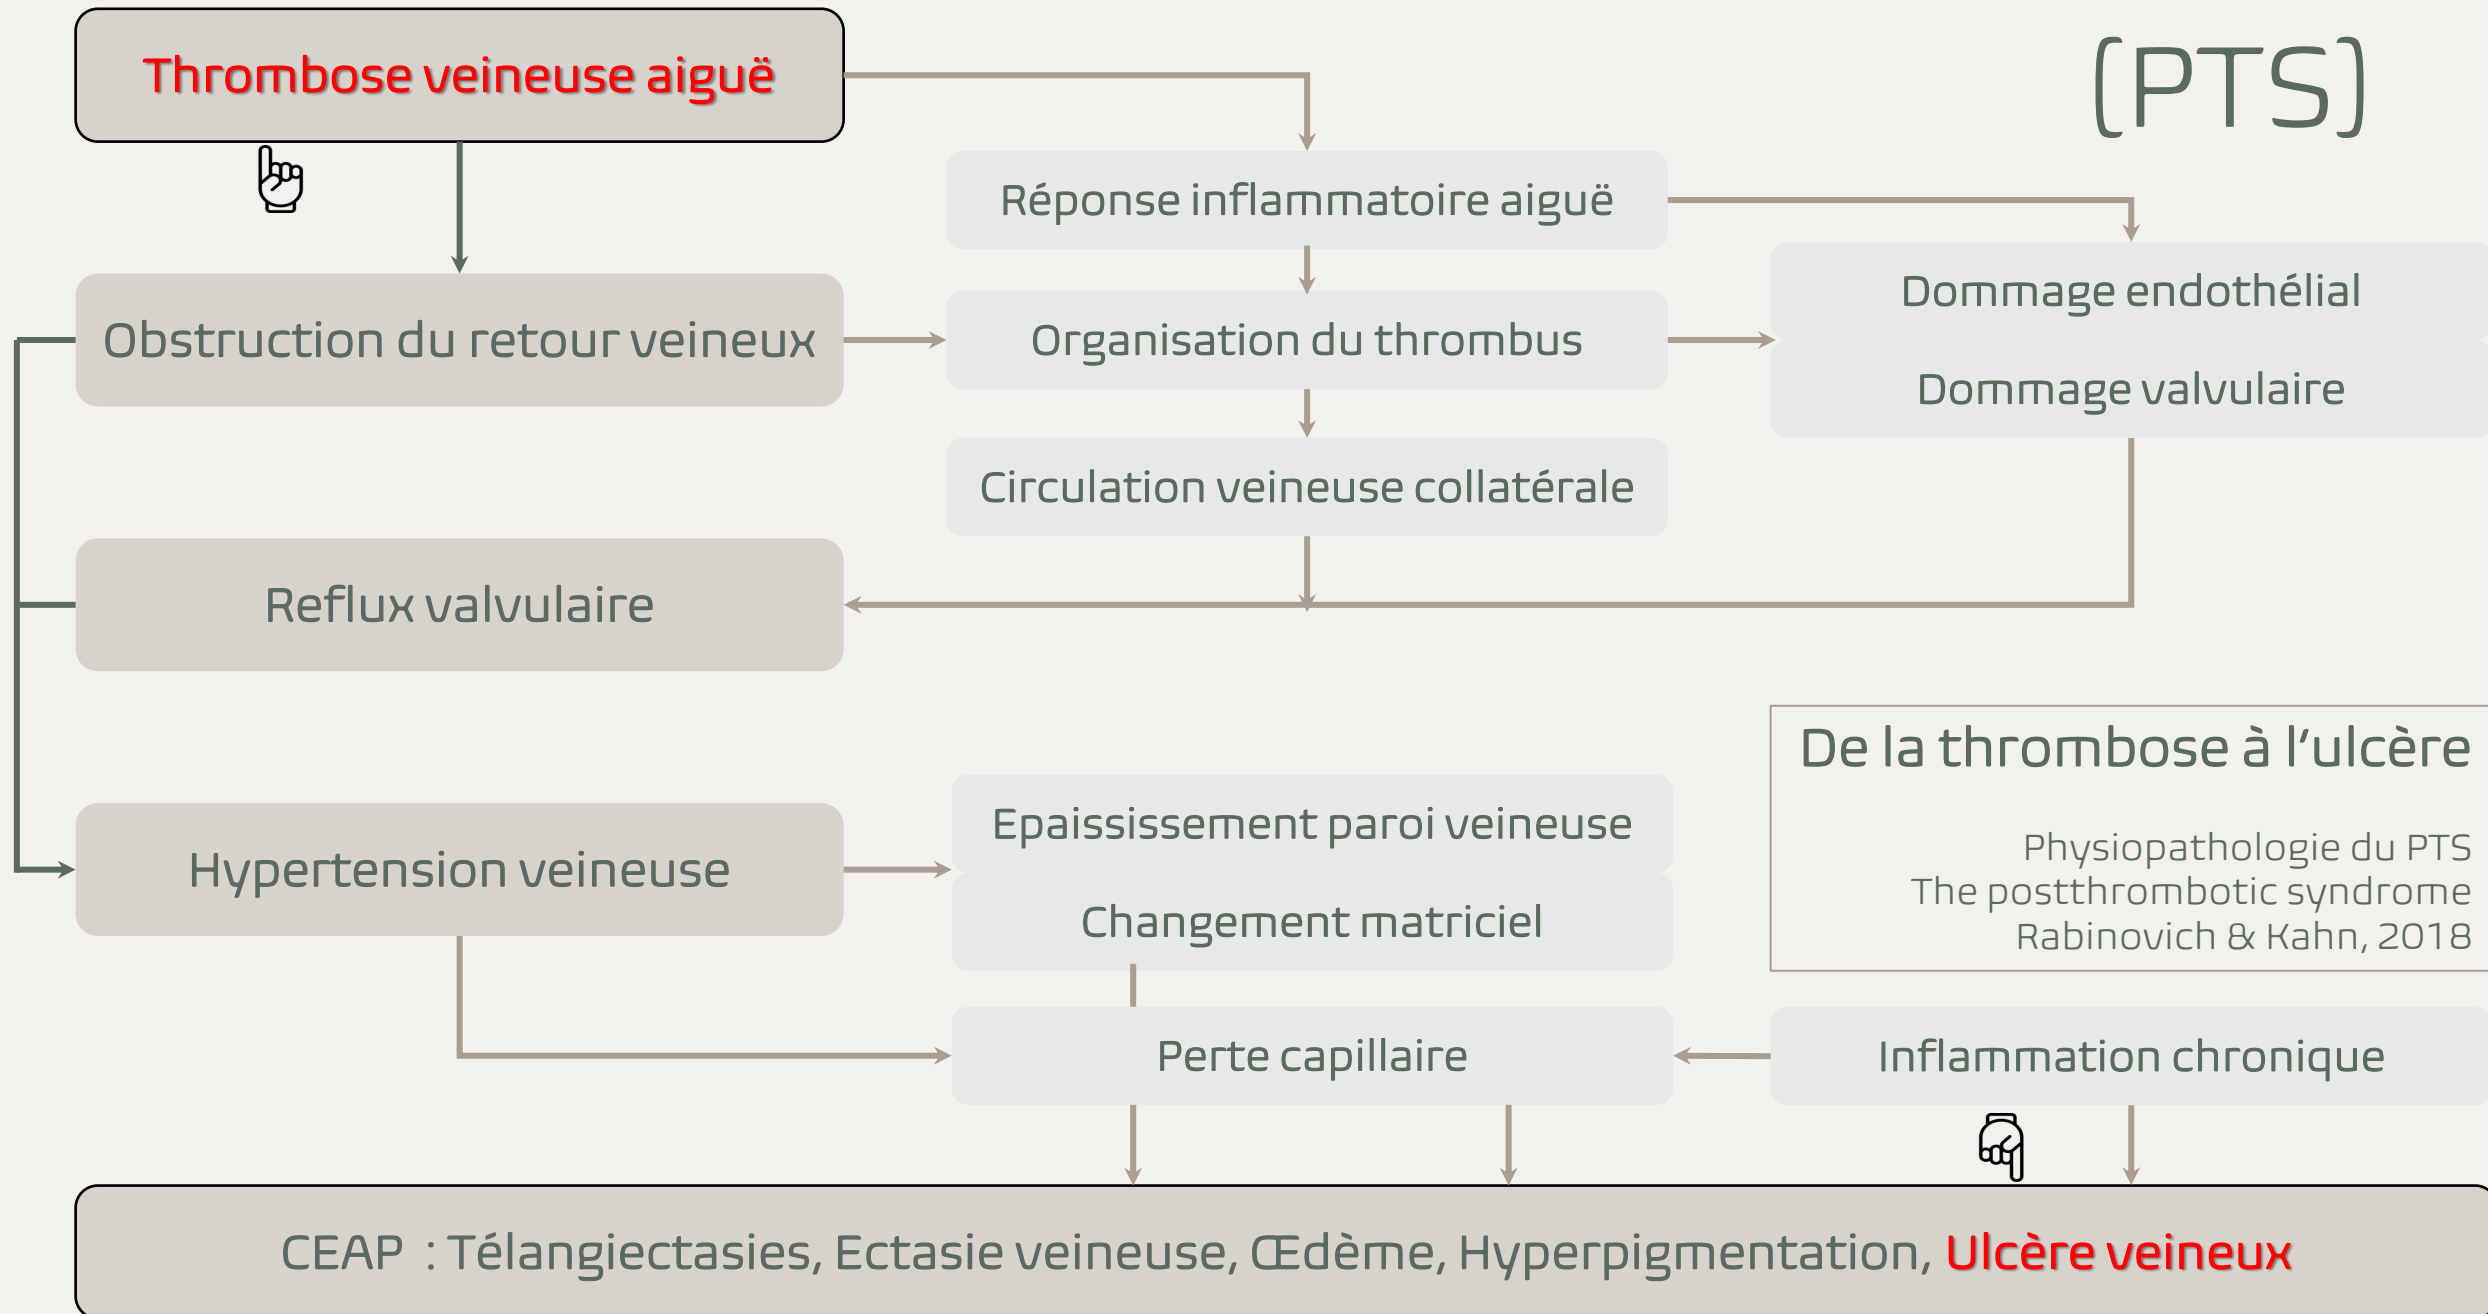 Thrombose veineuse aiguë
(PTS)
Réponse inflammatoire aiguë
Dommage endothélial
Obstruction du retour veineux
Organisation du thrombus
Dommage valvulaire
Circulation veineuse collatérale
Reflux valvulaire
De la thrombose à l'ulcère
Physiopathologie du PTS
The postthrombotic syndrome
Rabinovich & Kahn, 2018
Epaississement paroi veineuse
Hypertension veineuse
Changement matriciel
Perte capillaire
Inflammation chronique
CEAP : Télangiectasies, Ectasie veineuse, Œdème, Hyperpigmentation, Ulcère veineux